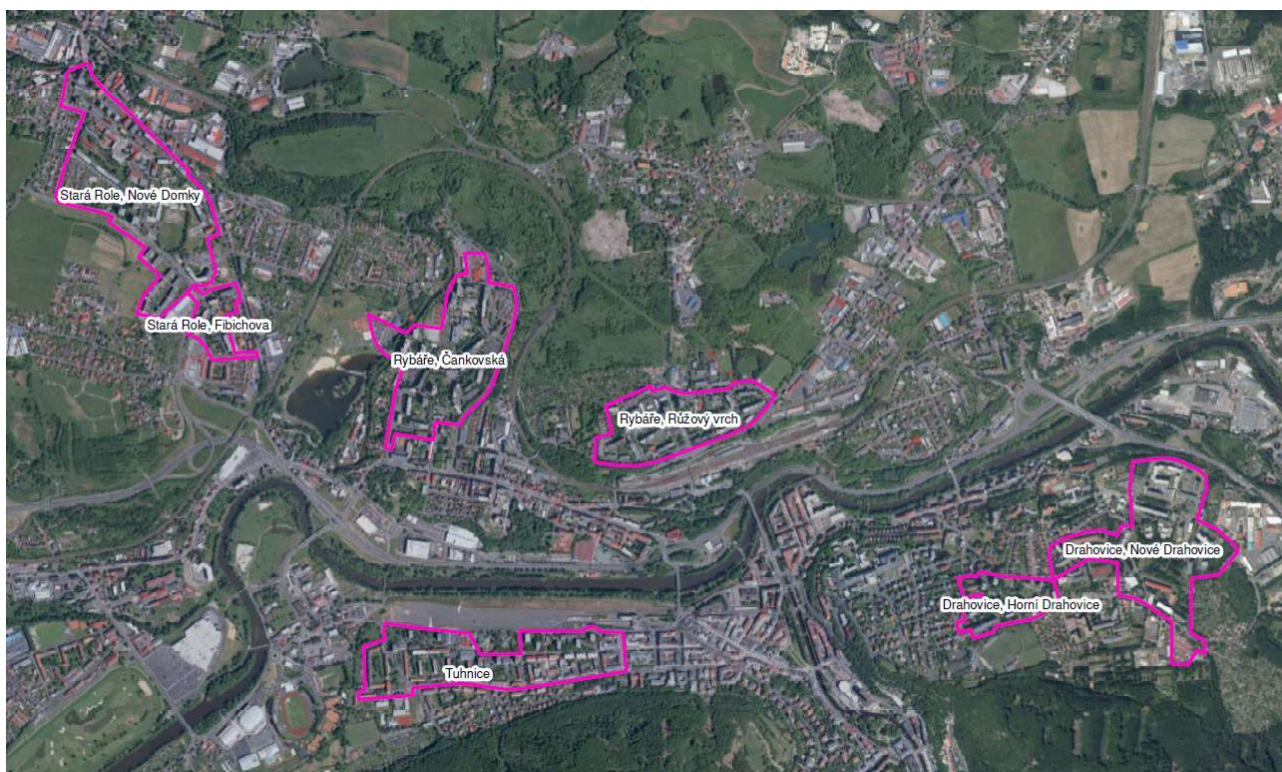 Stará Role, Nové Domky
Stará Role, Fibichova
Rybáře, Čankovská
Rybáře, Růžový vrch
Drahovice, Nové Drahovice
Drahovice, Horní Drahovice
Tuhnice